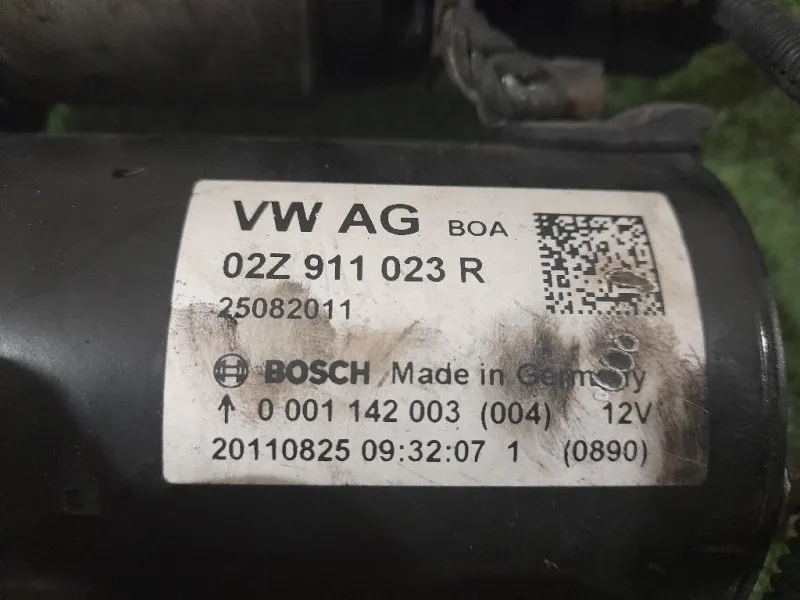 VW AG BOA
02Z 911 023 R
25082011
BOSCH Made in Germany
↑ 0 001 142 003 (004) 12V
20110825 09:32:07 1 (0890)